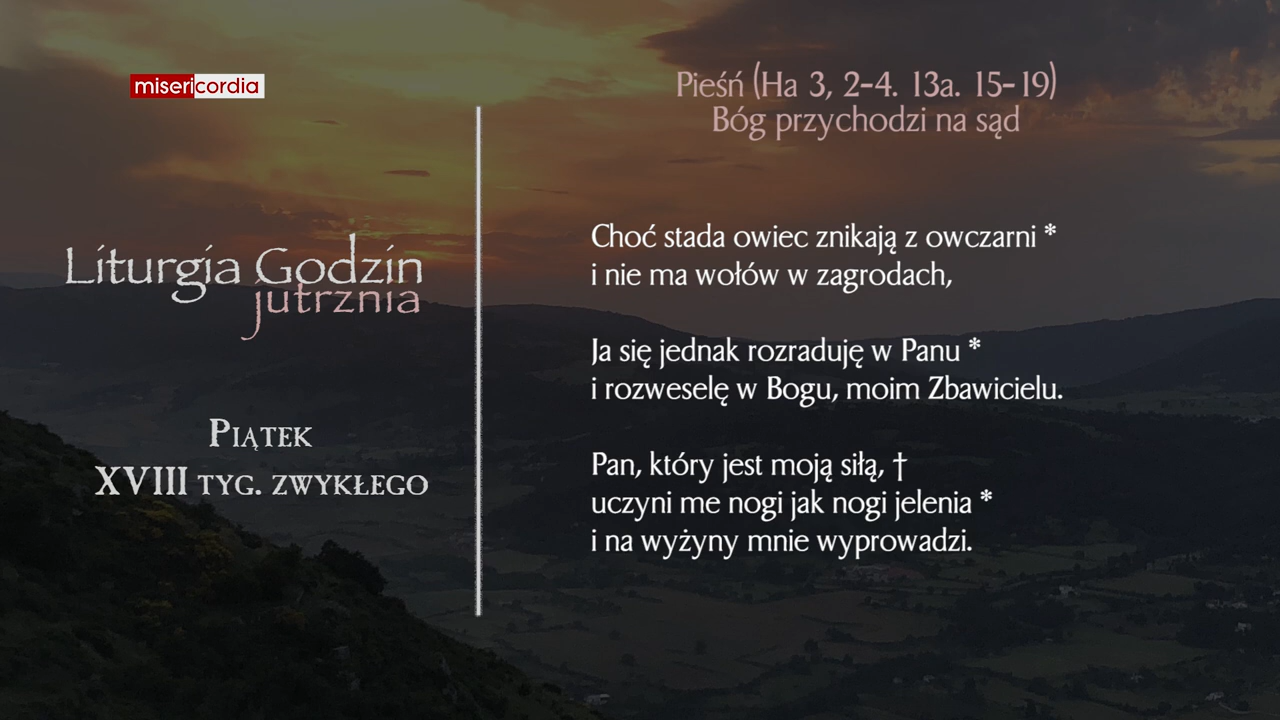 misericordia
Liturgia Godzin
jutrznia
Piątek
XVIII tyg. zwykłego
Pieśń (Ha 3, 2-4. 13a. 15-19)
Bóg przychodzi na sąd
Choć stada owiec znikają z owczarni *
i nie ma wołów w zagrodach,
Ja się jednak rozraduję w Panu *
i rozweselę w Bogu, moim Zbawicielu.
Pan, który jest moją siłą, †
uczyni me nogi jak nogi jelenia *
i na wyżyny mnie wyprowadzi.